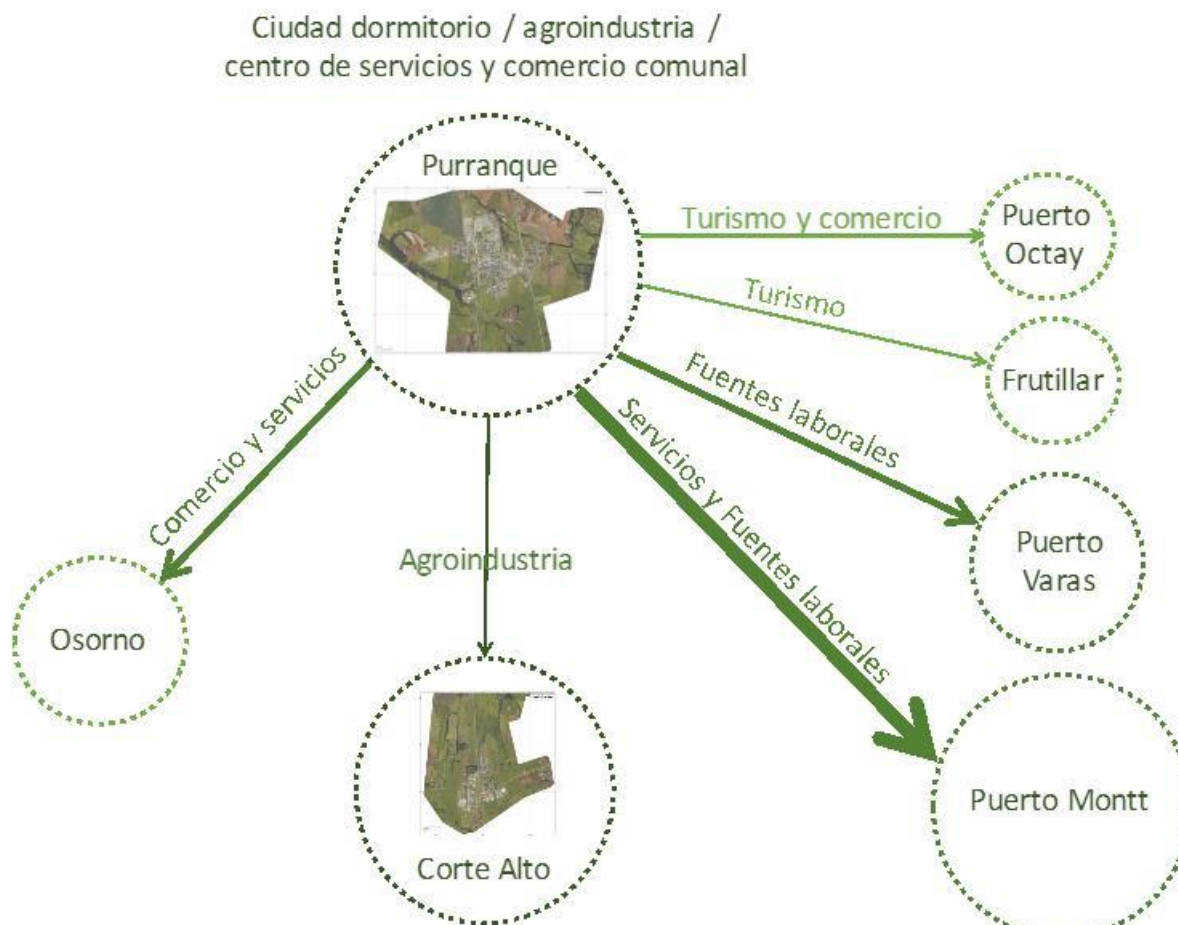 Ciudad dormitorio / agroindustria /
centro de servicios y comercio comunal
Purranque
Turismo y comercio
Puerto
Octay
Turismo
Frutillar
Fuentes laborales
Puerto
Varas
Servicios y Fuentes laborales
Puerto Montt
Comercio y servicios
Osorno
Agroindustria
Corte Alto